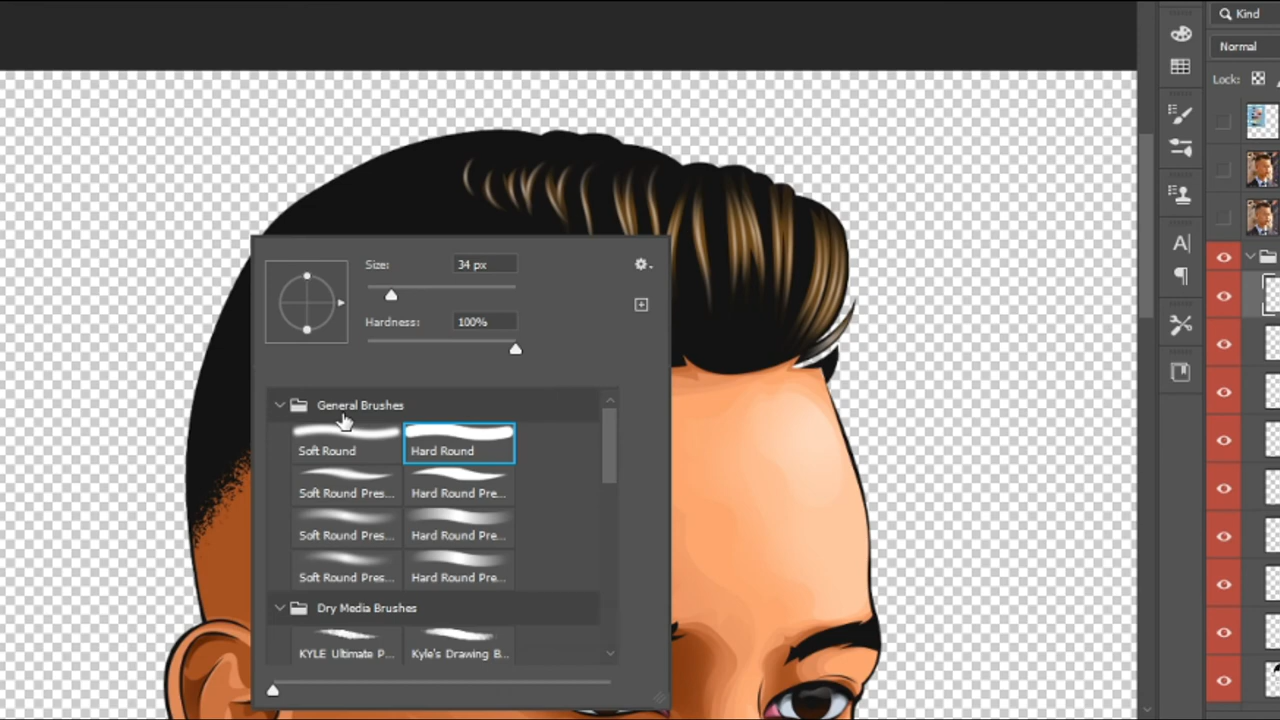 Kind
Normal
Lock:
Size:
34 px
Hardness:
100%
General Brushes
Soft Round
Hard Round
Soft Round Pres...
Hard Round Pre...
Soft Round Pres...
Hard Round Pre...
Soft Round Pres...
Hard Round Pre...
Dry Media Brushes
KYLE Ultimate P...
Kyle's Drawing B...